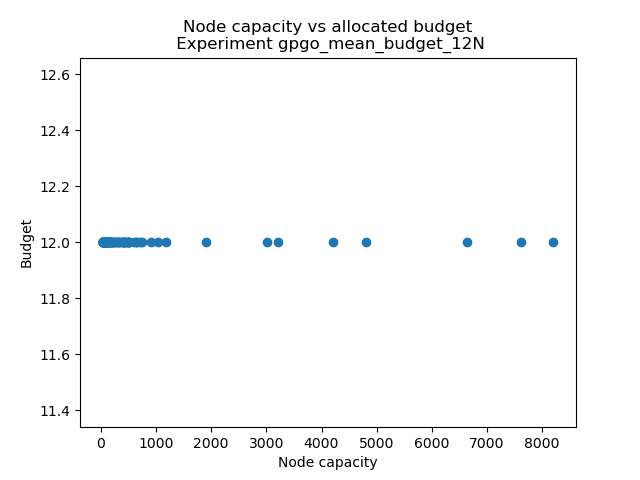 Node capacity vs allocated budget
Experiment gpgo_mean_budget_12N
12.6
12.4
12.2
12.0
11.8
11.6
11.4
Budget
0 1000 2000 3000 4000 5000 6000 7000 8000
Node capacity